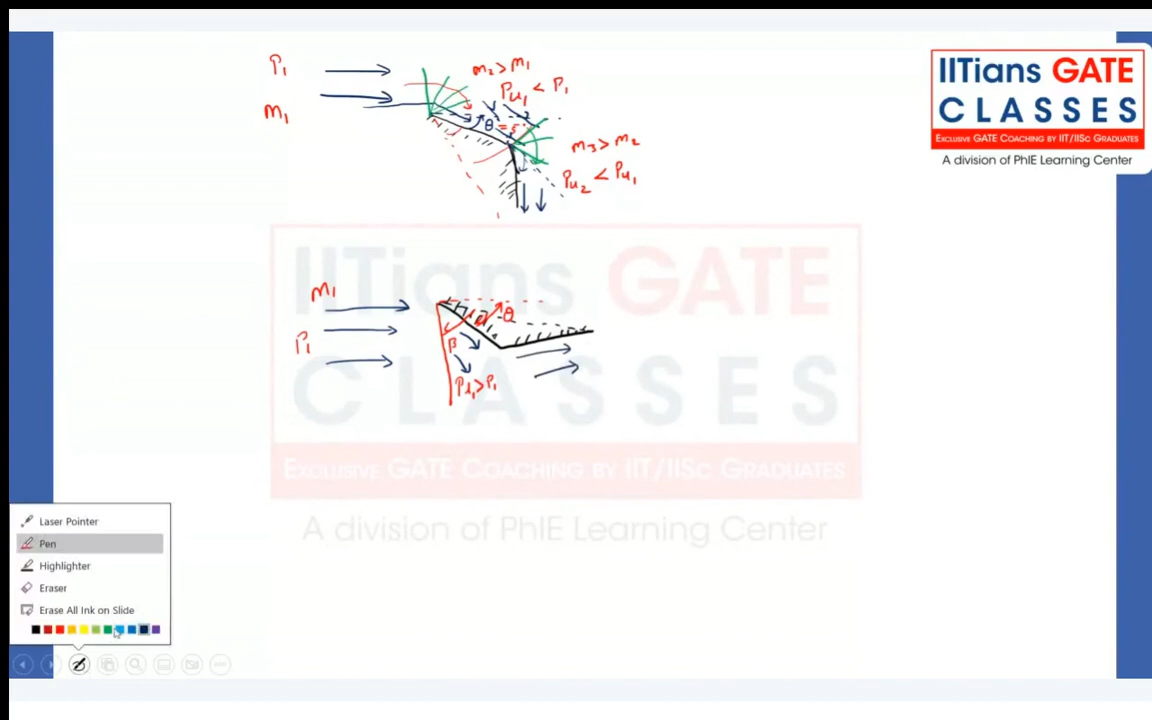 P₁
M₁
m₂ > m₁
Pu₁ < P₁
θ = 5
m₃ > m₂
Pu₂ < Pu₁
IITians GATE
CLASSES
EXCLUSIVE GATE COACHING BY IIT/IISc GRADUATES
A division of PhIE Learning Center
M₁
P₁
θ
β
Pl₁ > P₁
IITians GATE
CLASSES
EXCLUSIVE GATE COACHING BY IIT/IISc GRADUATES
A division of PhIE Learning Center
Laser Pointer
Pen
Highlighter
Eraser
Erase All Ink on Slide